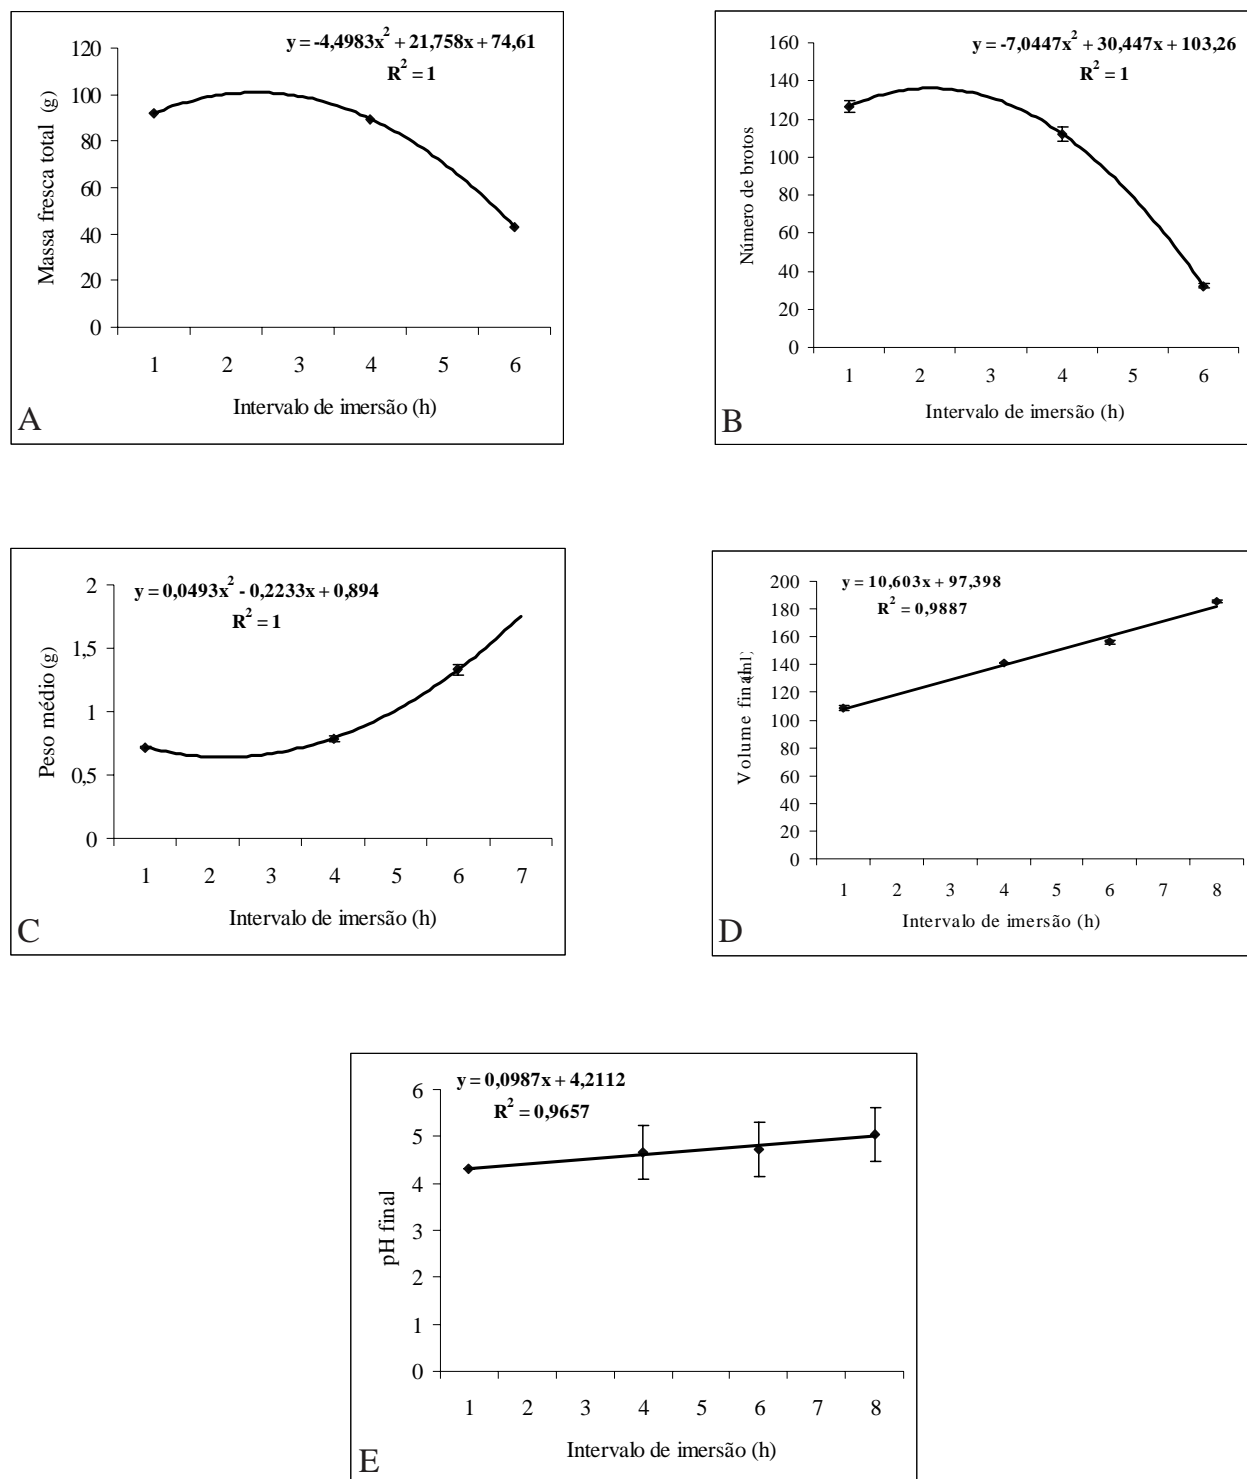 y = -4,4983x² + 21,758x + 74,61
R² = 1
120
100
80
60
40
20
0
Massa fresca total (g)
1 2 3 4 5 6
Intervalo de imersão (h)
A
y = -7,0447x² + 30,447x + 103,26
R² = 1
160
140
120
100
80
60
40
20
0
Número de brotos
1 2 3 4 5 6
Intervalo de imersão (h)
B
y = 0,0493x² - 0,2233x + 0,894
R² = 1
2
1,5
1
0,5
0
Peso médio (g)
1 2 3 4 5 6 7
Intervalo de imersão (h)
C
y = 10,603x + 97,398
R² = 0,9887
200
180
160
140
120
100
80
60
40
20
0
Volume final (ml)
1 2 3 4 5 6 7 8
Intervalo de imersão (h)
D
y = 0,0987x + 4,2112
R² = 0,9657
6
5
4
3
2
1
0
pH final
1 2 3 4 5 6 7 8
Intervalo de imersão (h)
E